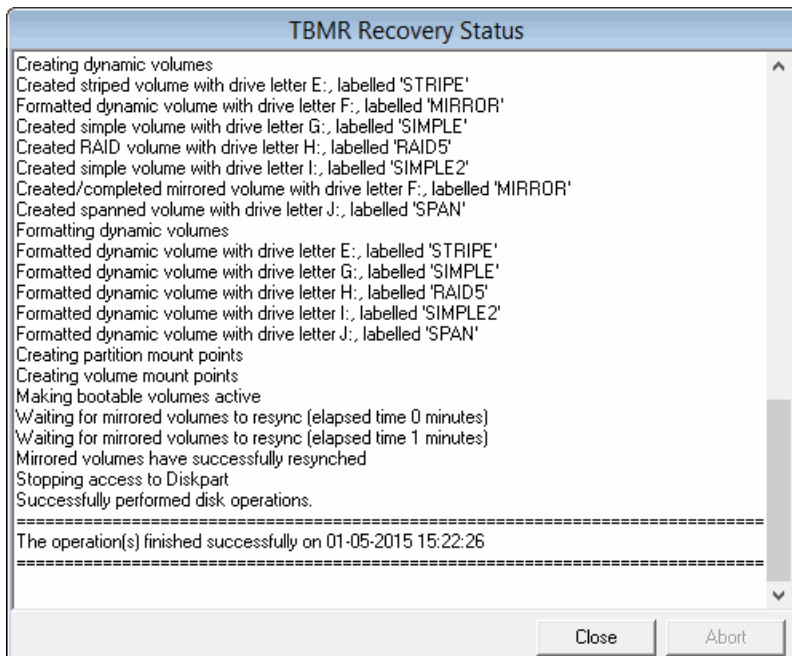 TBMR Recovery Status
Creating dynamic volumes
Created striped volume with drive letter E:, labelled 'STRIPE'
Formatted dynamic volume with drive letter F:, labelled 'MIRROR'
Created simple volume with drive letter G:, labelled 'SIMPLE'
Created RAID volume with drive letter H:, labelled 'RAID5'
Created simple volume with drive letter I:, labelled 'SIMPLE2'
Created/completed mirrored volume with drive letter F:, labelled 'MIRROR'
Created spanned volume with drive letter J:, labelled 'SPAN'
Formatting dynamic volumes
Formatted dynamic volume with drive letter E:, labelled 'STRIPE'
Formatted dynamic volume with drive letter G:, labelled 'SIMPLE'
Formatted dynamic volume with drive letter H:, labelled 'RAID5'
Formatted dynamic volume with drive letter I:, labelled 'SIMPLE2'
Formatted dynamic volume with drive letter J:, labelled 'SPAN'
Creating partition mount points
Creating volume mount points
Making bootable volumes active
Waiting for mirrored volumes to resync (elapsed time 0 minutes)
Waiting for mirrored volumes to resync (elapsed time 1 minutes)
Mirrored volumes have successfully resynched
Stopping access to Diskpart
Successfully performed disk operations.
==========================================================================
The operation(s) finished successfully on 01-05-2015 15:22:26
==========================================================================
Close Abort